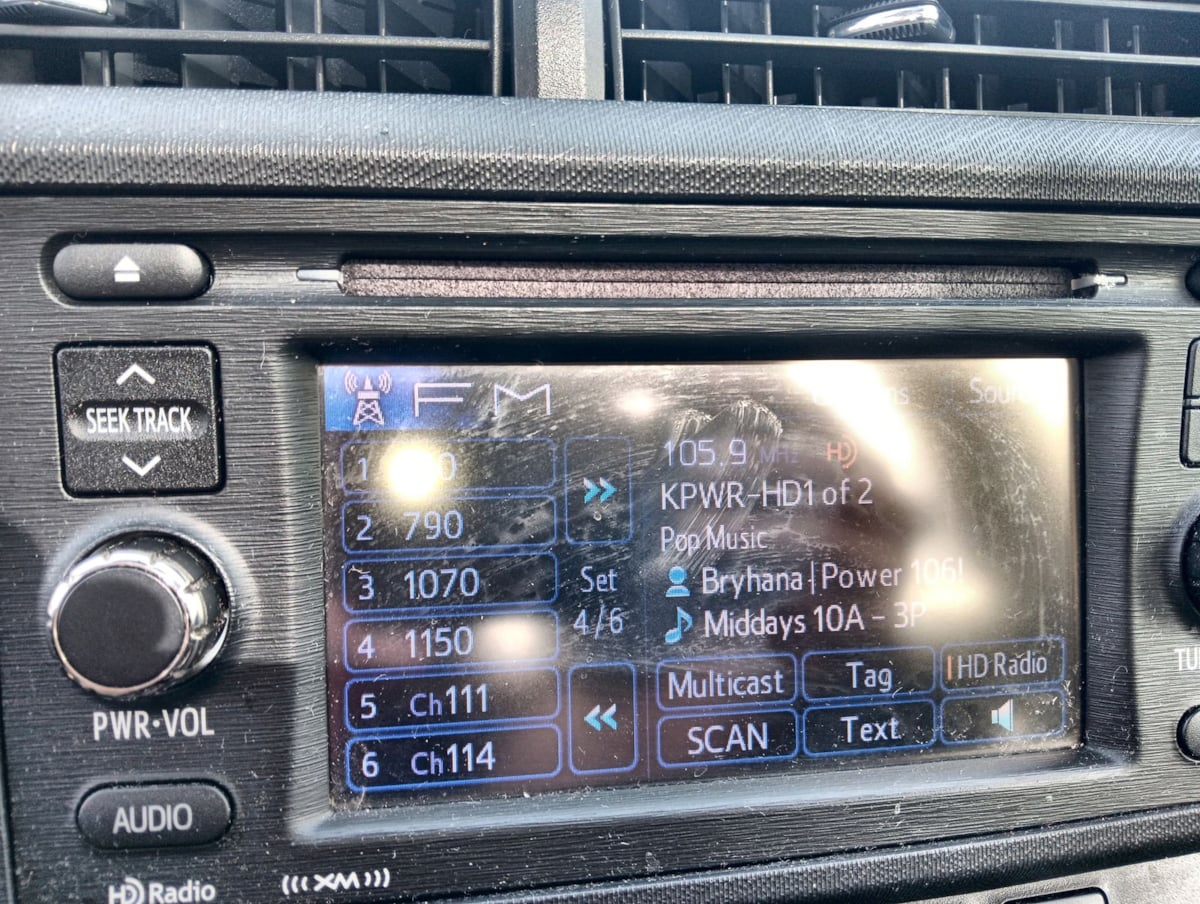 SEEK TRACK
PWR•VOL
AUDIO
HD Radio
(((XM)))
FM
1
2 790
3 1070
4 1150
5 Ch111
6 Ch114
Set
4/6
105.9 MHz HD
KPWR-HD1 of 2
Pop Music
Bryhana|Power 106!
Middays 10A - 3P
Multicast
Tag
HD Radio
SCAN
Text